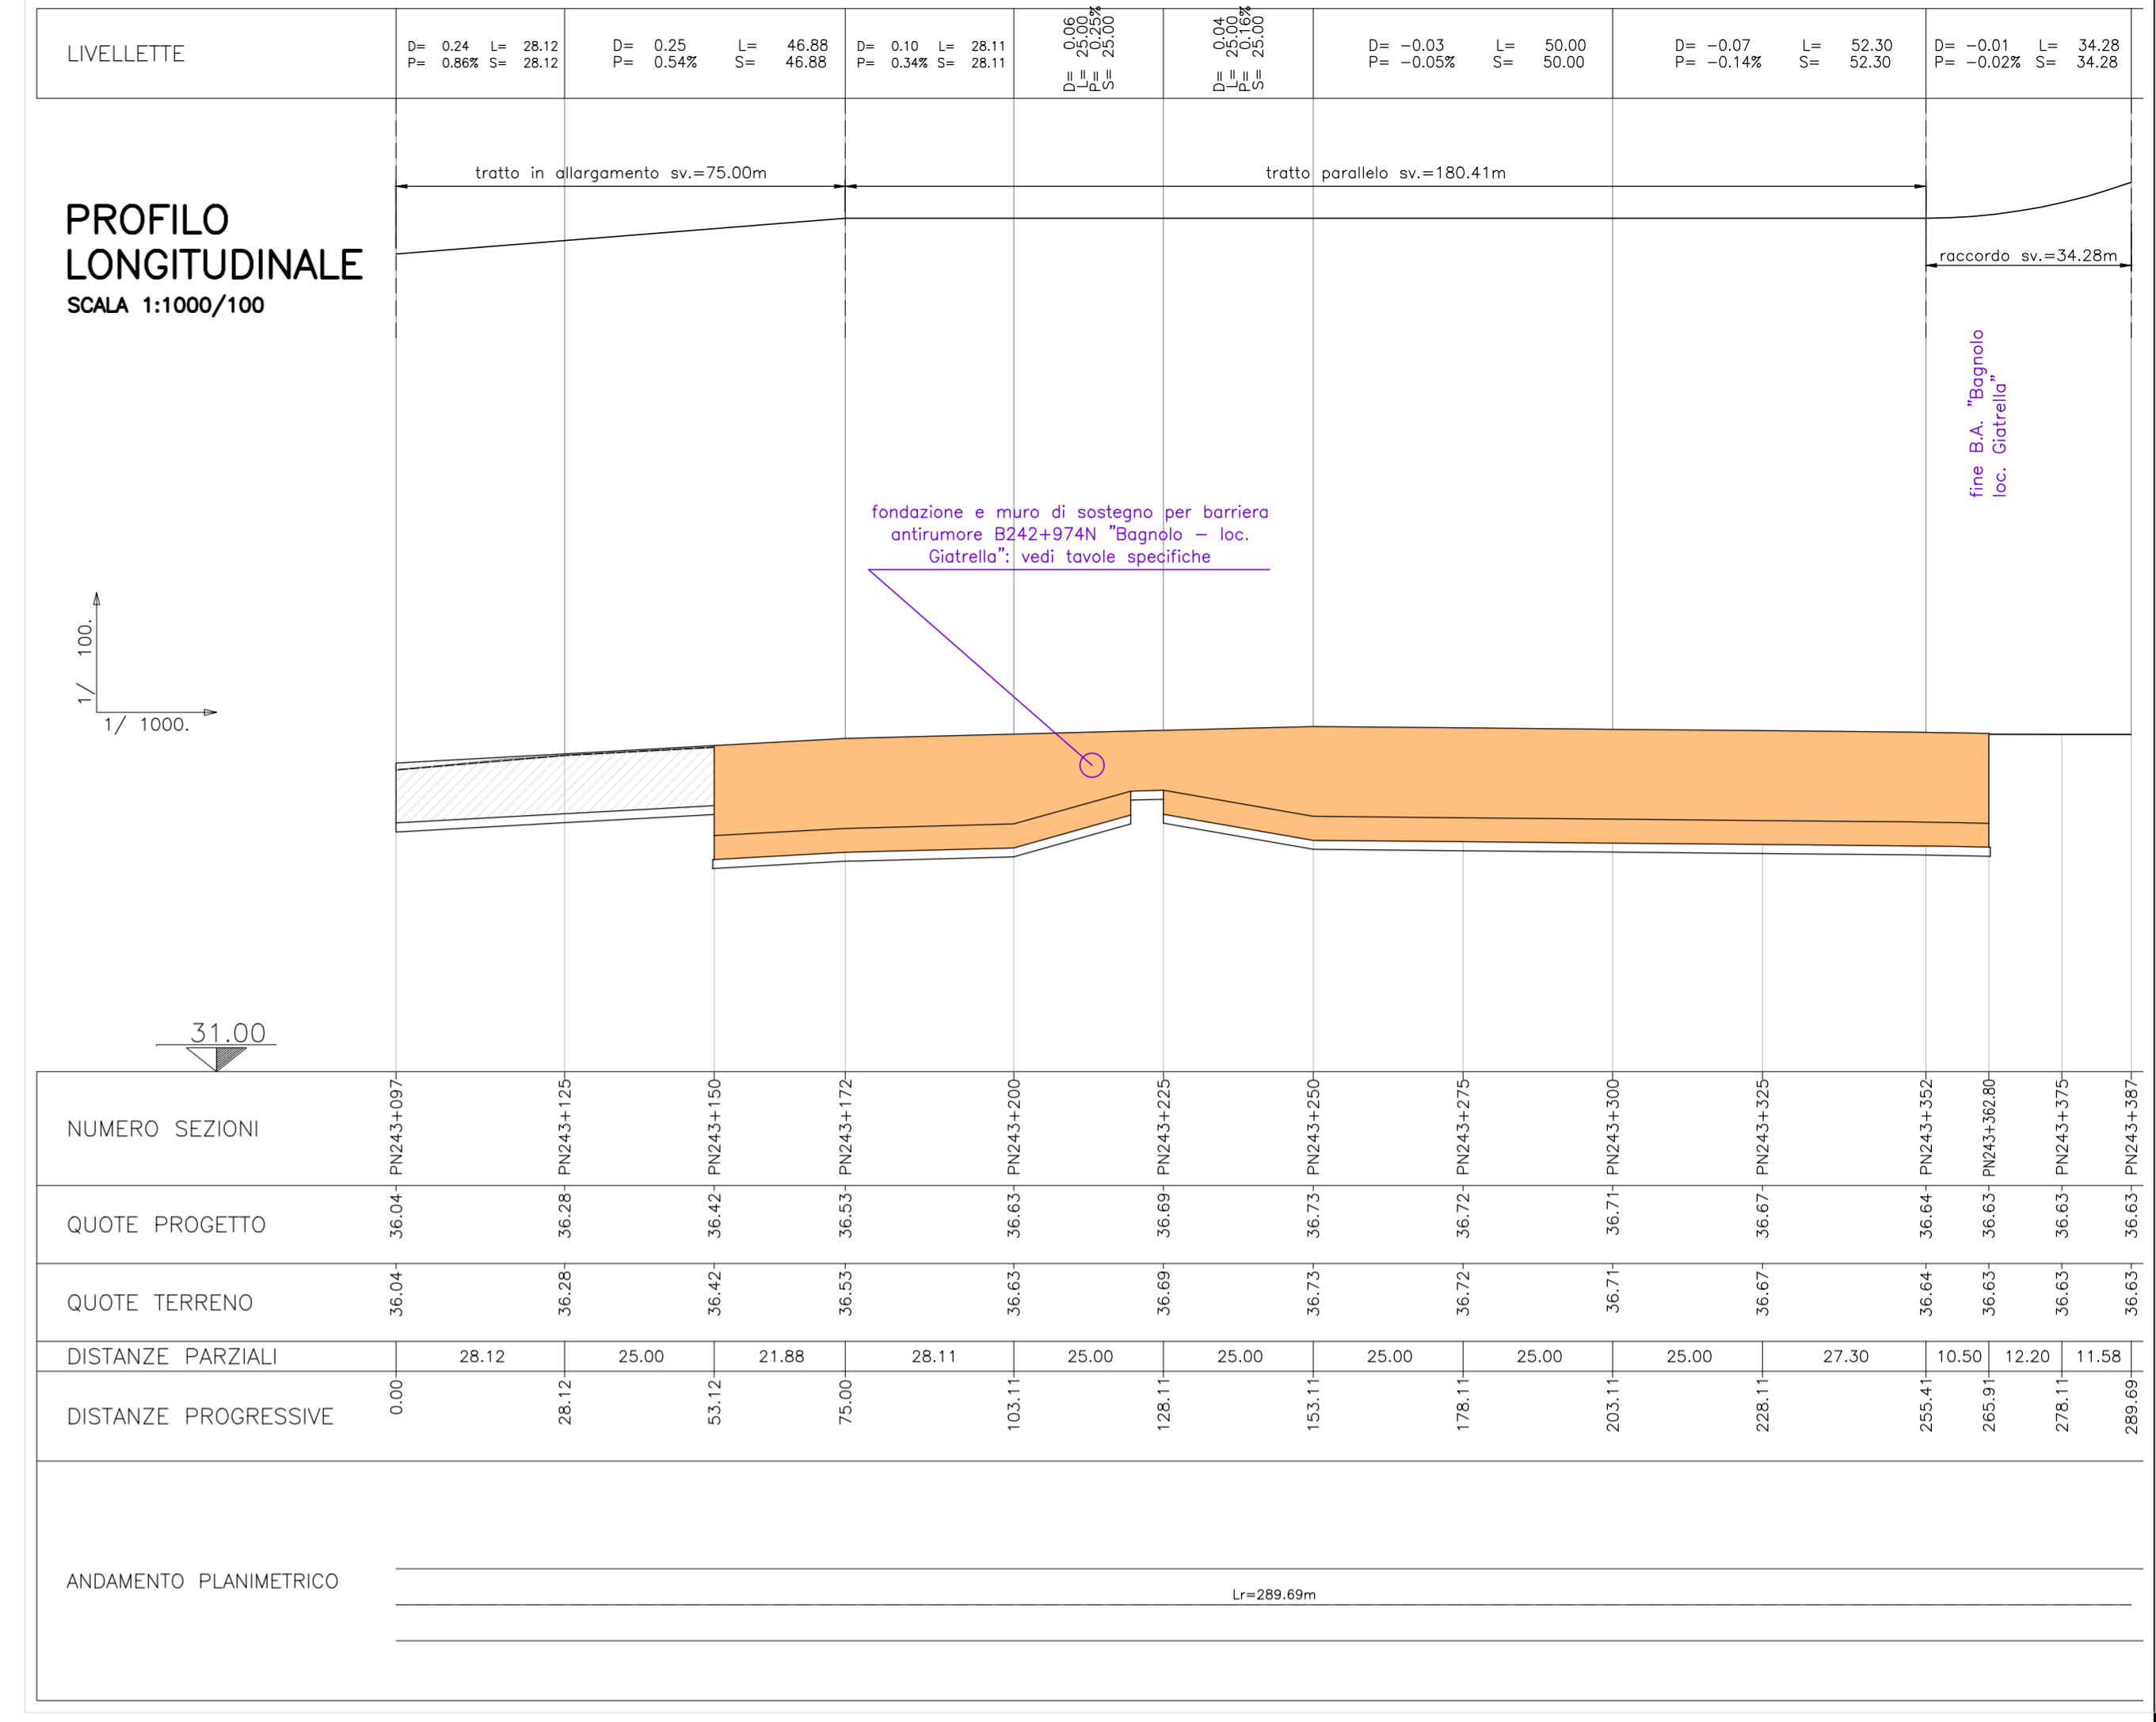 LIVELLETTE
D= 0.24 L= 28.12
P= 0.86% S= 28.12
D= 0.25 L= 46.88
P= 0.54% S= 46.88
D= 0.10 L= 28.11
P= 0.34% S= 28.11
D= 0.06
L= 25.00
P= 0.25%
S= 25.00
D= 0.04
L= 25.00
P= 0.16%
S= 25.00
D= -0.03 L= 50.00
P= -0.05% S= 50.00
D= -0.07 L= 52.30
P= -0.14% S= 52.30
D= -0.01 L= 34.28
P= -0.02% S= 34.28
tratto in allargamento sv.=75.00m
tratto parallelo sv.=180.41m
raccordo sv.=34.28m
PROFILO
LONGITUDINALE
SCALA 1:1000/100
fine B.A. "Bagnolo
loc. Giatrella"
fondazione e muro di sostegno per barriera
antirumore B242+974N "Bagnolo - loc.
Giatrella": vedi tavole specifiche
1/ 100.
1/ 1000.
31.00
NUMERO SEZIONI
PN243+097
PN243+125
PN243+150
PN243+172
PN243+200
PN243+225
PN243+250
PN243+275
PN243+300
PN243+325
PN243+352
PN243+362.80
PN243+375
PN243+387
QUOTE PROGETTO
36.04
36.28
36.42
36.53
36.63
36.69
36.73
36.72
36.71
36.67
36.64
36.63
36.63
36.63
QUOTE TERRENO
36.04
36.28
36.42
36.53
36.63
36.69
36.73
36.72
36.71
36.67
36.64
36.63
36.63
36.63
DISTANZE PARZIALI
28.12
25.00
21.88
28.11
25.00
25.00
25.00
25.00
25.00
27.30
10.50
12.20
11.58
DISTANZE PROGRESSIVE
0.00
28.12
53.12
75.00
103.11
128.11
153.11
178.11
203.11
228.11
255.41
265.91
278.11
289.69
ANDAMENTO PLANIMETRICO
Lr=289.69m